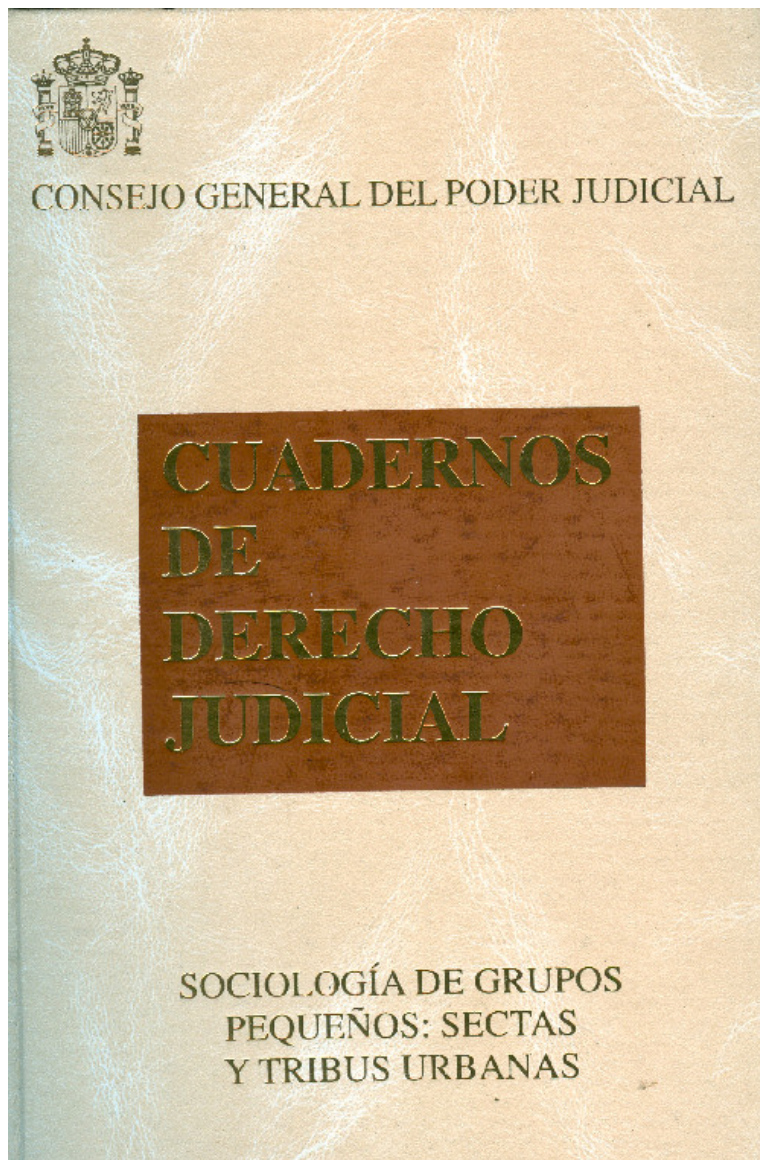 CONSEJO GENERAL DEL PODER JUDICIAL
CUADERNOS
DE
DERECHO
JUDICIAL
SOCIOLOGÍA DE GRUPOS
PEQUEÑOS: SECTAS
Y TRIBUS URBANAS